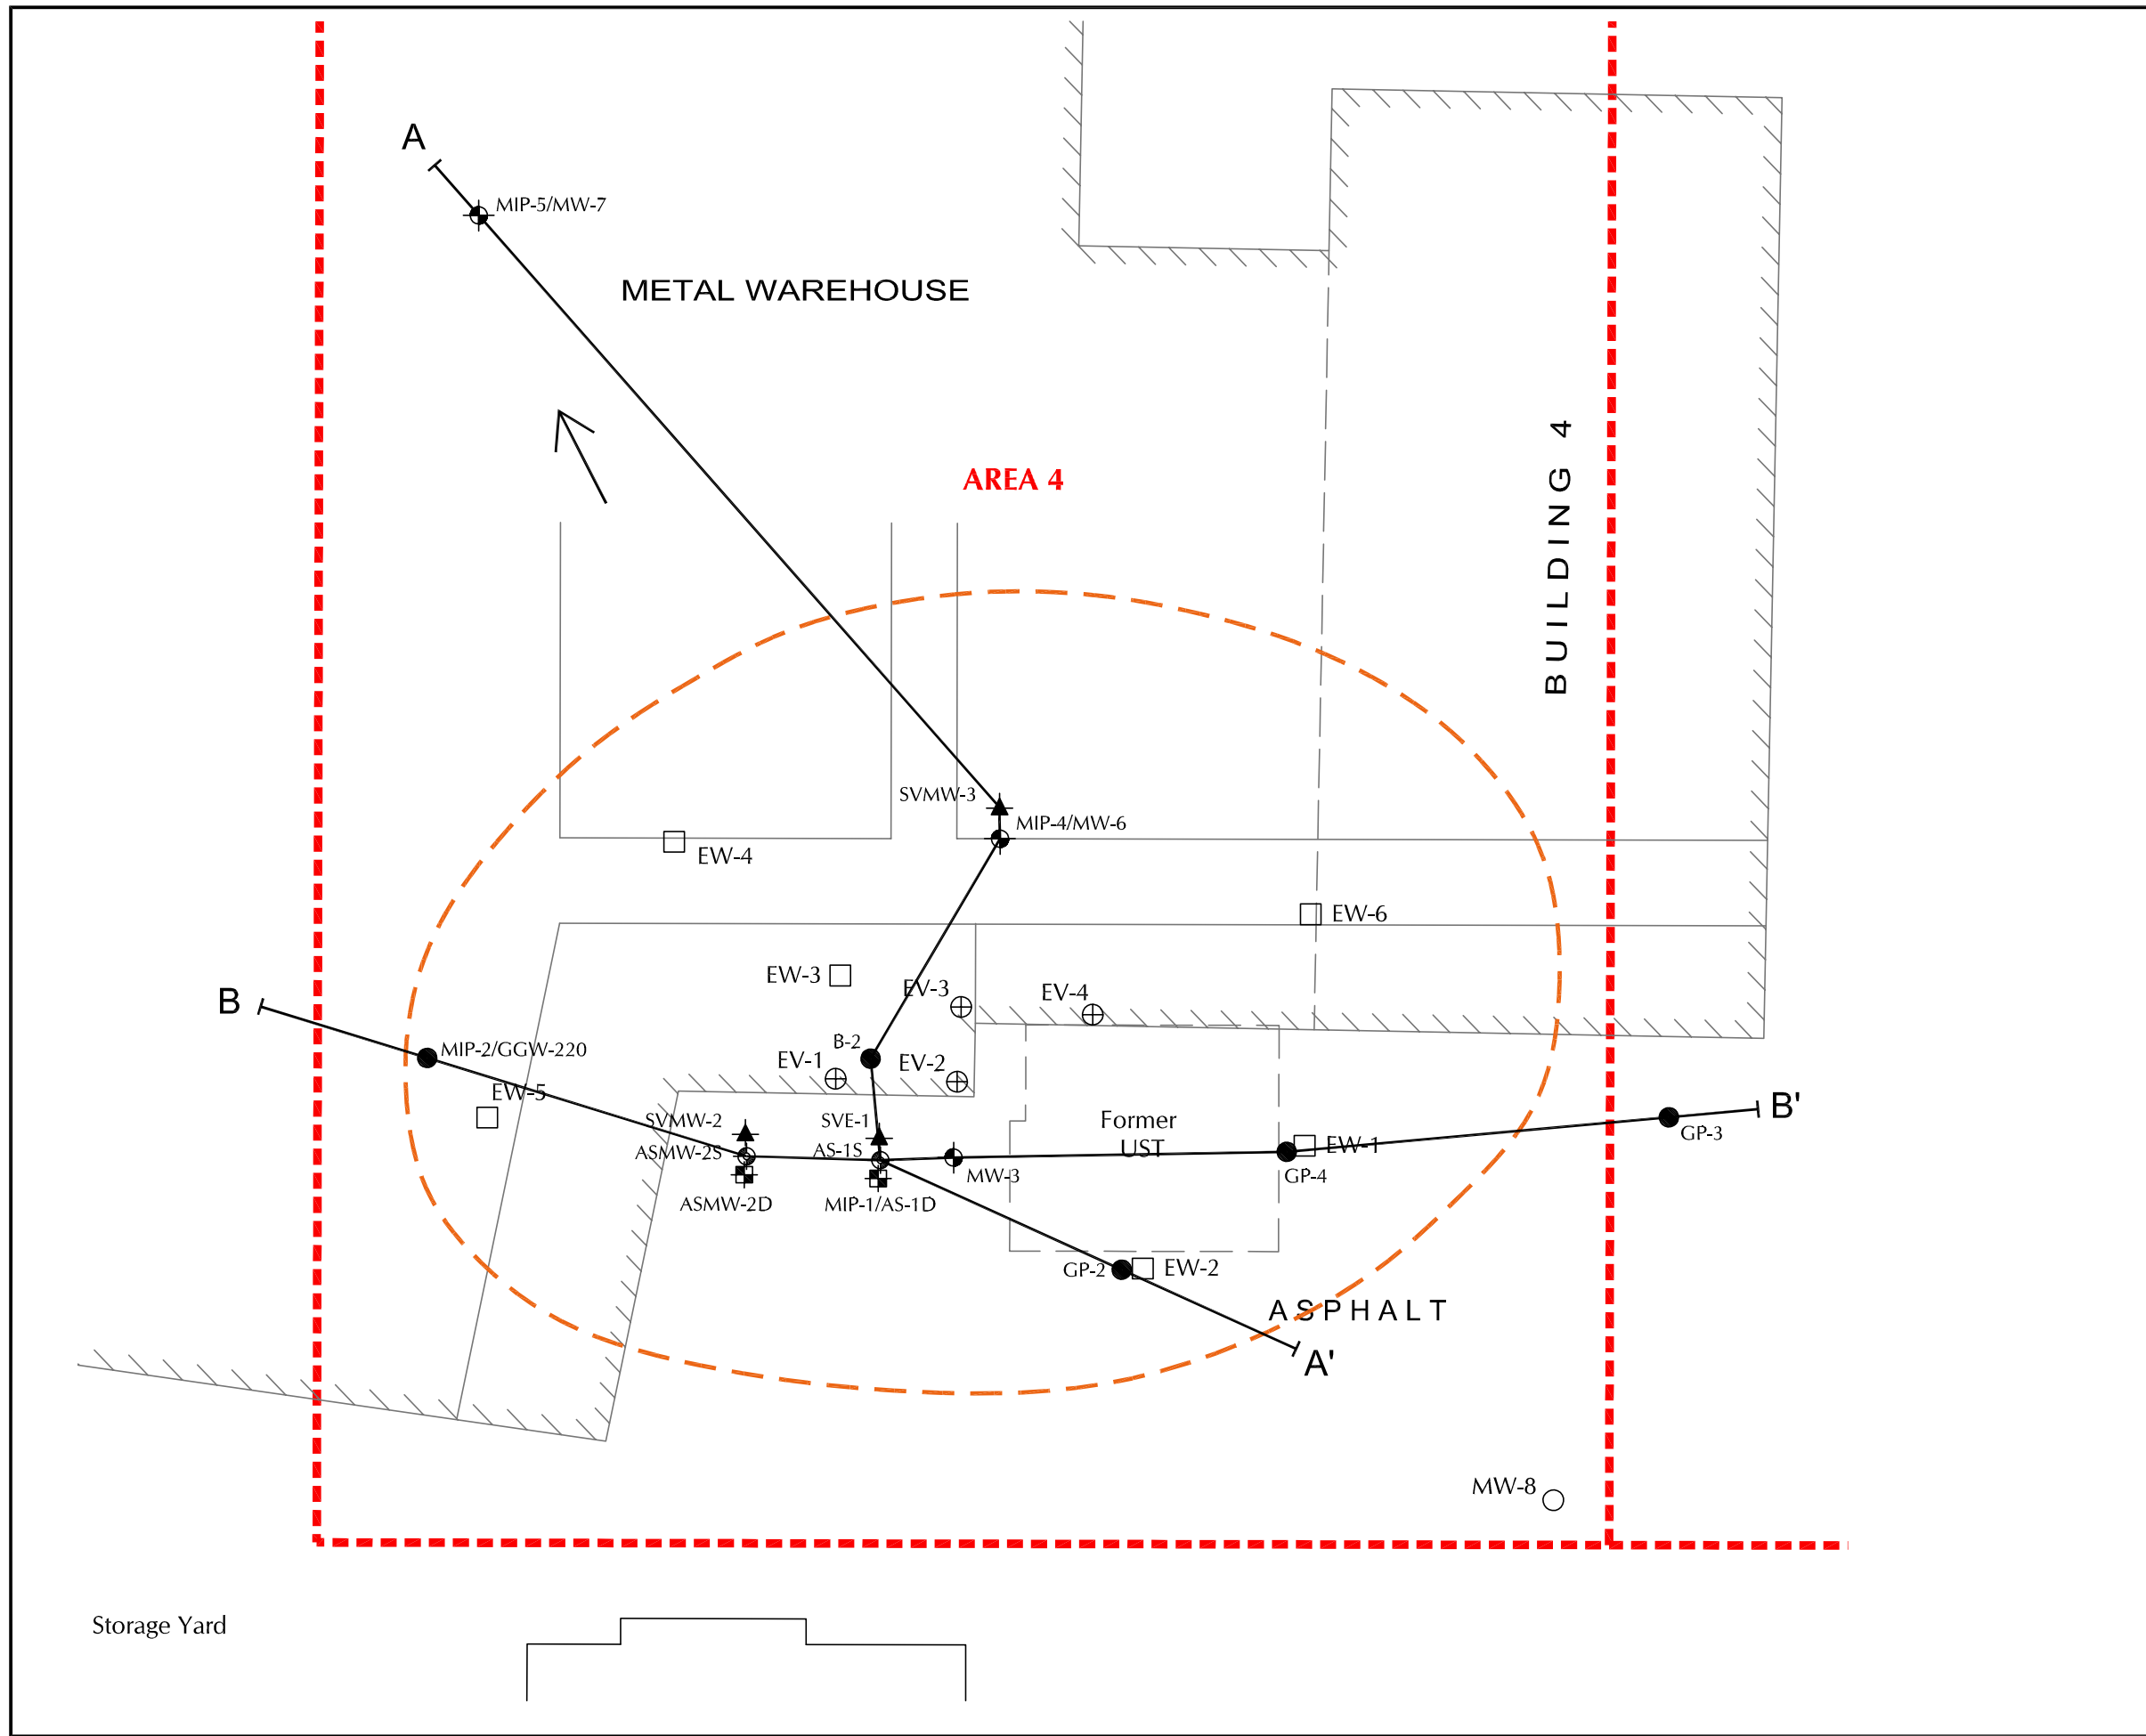 A
MIP-5/MW-7
METAL WAREHOUSE
BUILDING 4
AREA 4
SVMW-3
MIP-4/MW-6
EW-4
EW-6
EW-3
EV-3
EV-4
B
B-2
MIP-2/GGW-220
EV-1
EV-2
EW-5
B'
SVMW-2
SVE-1
Former
UST
GP-3
ASMW-2S
AS-1S
EW-1
MW-3
GP-4
ASMW-2D
MIP-1/AS-1D
GP-2
EW-2
ASPHALT
A'
MW-8
Storage Yard